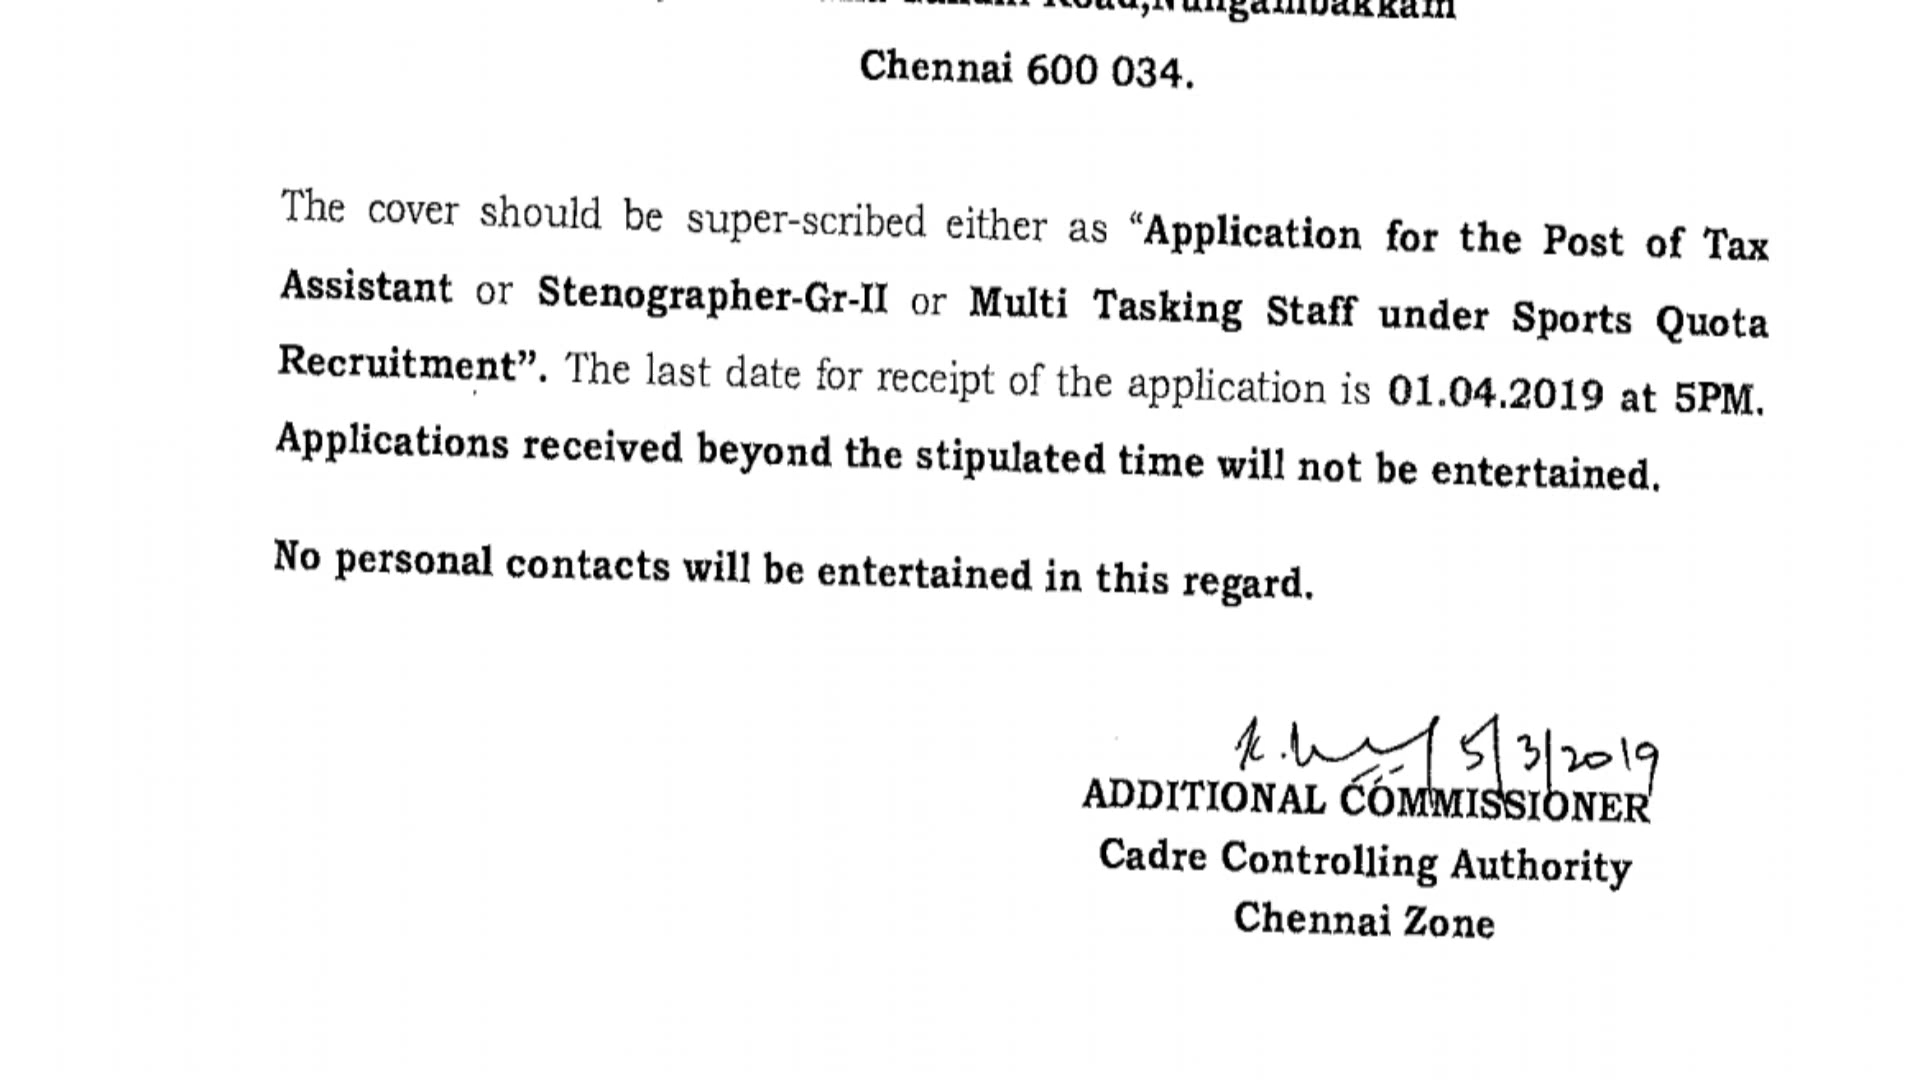 Road, Nungambakkam
Chennai 600 034.
The cover should be super-scribed either as “Application for the Post of Tax
Assistant or Stenographer-Gr-II or Multi Tasking Staff under Sports Quota
Recruitment”. The last date for receipt of the application is 01.04.2019 at 5PM.
Applications received beyond the stipulated time will not be entertained.
No personal contacts will be entertained in this regard.
5/3/2019
ADDITIONAL COMMISSIONER
Cadre Controlling Authority
Chennai Zone